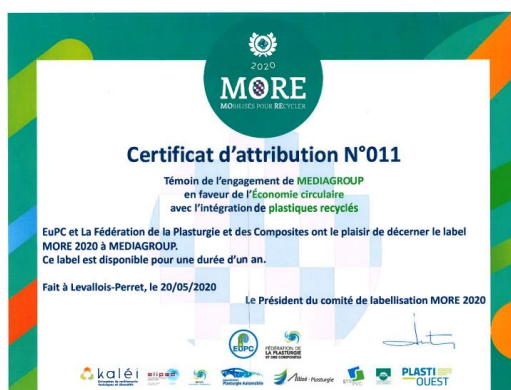 2020
MORE
MOBILISÉS POUR RECYCLER
Certificat d'attribution N°011
Témoin de l'engagement de MEDIAGROUP
en faveur de l'Économie circulaire
avec l'intégration de plastiques recyclés
EuPC et La Fédération de la Plasturgie et des Composites ont le plaisir de décerner le label
MORE 2020 à MEDIAGROUP.
Ce label est disponible pour une durée d'un an.
Fait à Levallois-Perret, le 20/05/2020
Le Président du comité de labellisation MORE 2020
EUPC
FÉDÉRATION DE
LA PLASTURGIE
ET DES COMPOSITES
kaléi
elipso
Plasturgie Automobile
Allizé-Plasturgie
PLASTI
OUEST